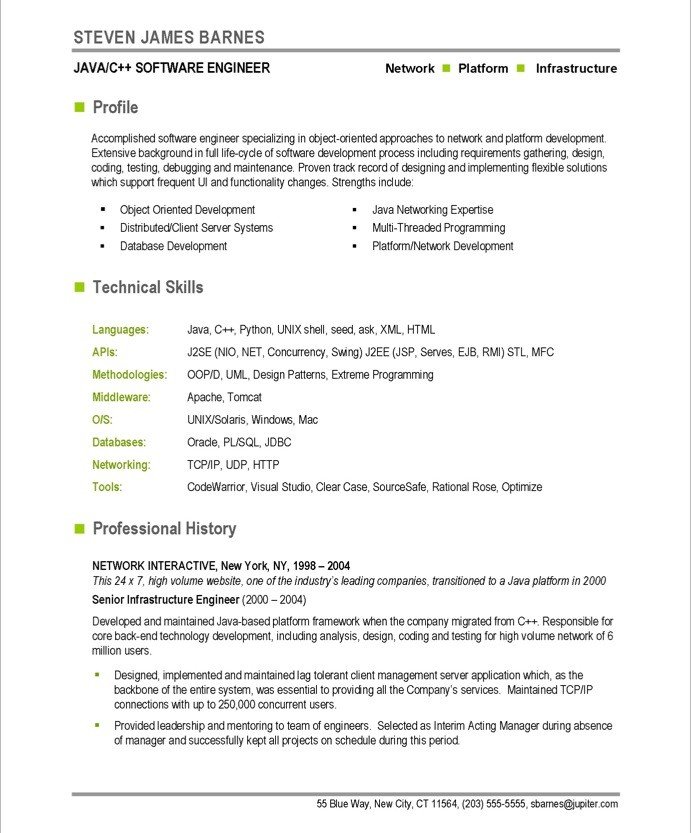 STEVEN JAMES BARNES
JAVA/C++ SOFTWARE ENGINEER Network ■ Platform ■ Infrastructure
■ Profile
Accomplished software engineer specializing in object-oriented approaches to network and platform development.
Extensive background in full life-cycle of software development process including requirements gathering, design,
coding, testing, debugging and maintenance. Proven track record of designing and implementing flexible solutions
which support frequent UI and functionality changes. Strengths include:
▪ Object Oriented Development ▪ Java Networking Expertise
▪ Distributed/Client Server Systems ▪ Multi-Threaded Programming
▪ Database Development ▪ Platform/Network Development
■ Technical Skills
Languages: Java, C++, Python, UNIX shell, seed, ask, XML, HTML
APIs: J2SE (NIO, NET, Concurrency, Swing) J2EE (JSP, Serves, EJB, RMI) STL, MFC
Methodologies: OOP/D, UML, Design Patterns, Extreme Programming
Middleware: Apache, Tomcat
O/S: UNIX/Solaris, Windows, Mac
Databases: Oracle, PL/SQL, JDBC
Networking: TCP/IP, UDP, HTTP
Tools: CodeWarrior, Visual Studio, Clear Case, SourceSafe, Rational Rose, Optimize
■ Professional History
NETWORK INTERACTIVE, New York, NY, 1998 – 2004
This 24 x 7, high volume website, one of the industry's leading companies, transitioned to a Java platform in 2000
Senior Infrastructure Engineer (2000 – 2004)
Developed and maintained Java-based platform framework when the company migrated from C++. Responsible for
core back-end technology development, including analysis, design, coding and testing for high volume network of 6
million users.
▪ Designed, implemented and maintained lag tolerant client management server application which, as the
backbone of the entire system, was essential to providing all the Company's services. Maintained TCP/IP
connections with up to 250,000 concurrent users.
▪ Provided leadership and mentoring to team of engineers. Selected as Interim Acting Manager during absence
of manager and successfully kept all projects on schedule during this period.
55 Blue Way, New City, CT 11564, (203) 555-5555, sbarnes@jupiter.com